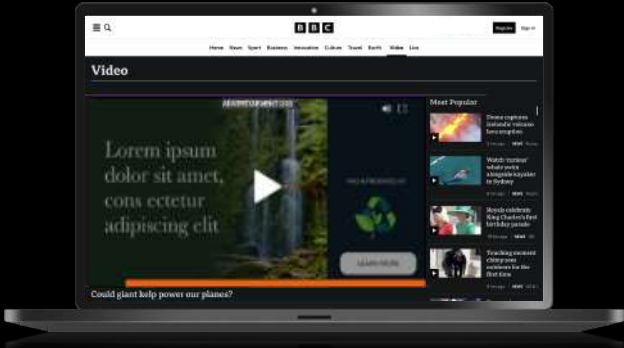 BBC
Register Sign In
Home News Sport Business Innovation Culture Travel Earth Video Live
Video
Most Popular
Lorem ipsum
dolor sit amet,
cons ectetur
adipiscing elit
LEARN MORE
Drone captures
Icelandic volcano
lava eruption
Watch 'curious'
whale swim
alongside kayaker
in Sydney
Royals celebrate
King Charles's first
birthday parade
Touching moment
chimp sees
outdoors for the
first time
Could giant kelp power our planes?